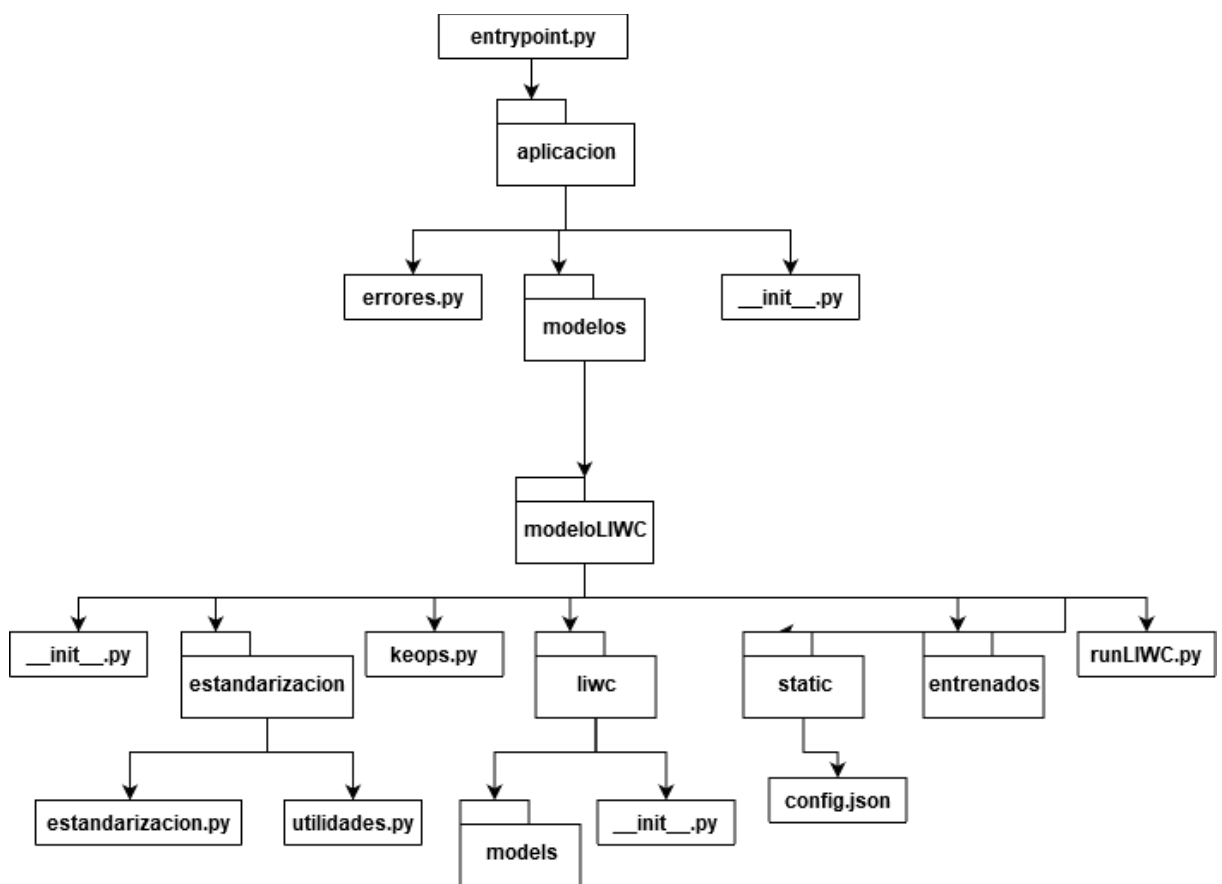 entrypoint.py
aplicacion
errores.py
modelos
__init__.py
modeloLIWC
__init__.py
estandarizacion
keops.py
liwc
static
entrenados
runLIWC.py
estandarizacion.py
utilidades.py
models
__init__.py
config.json